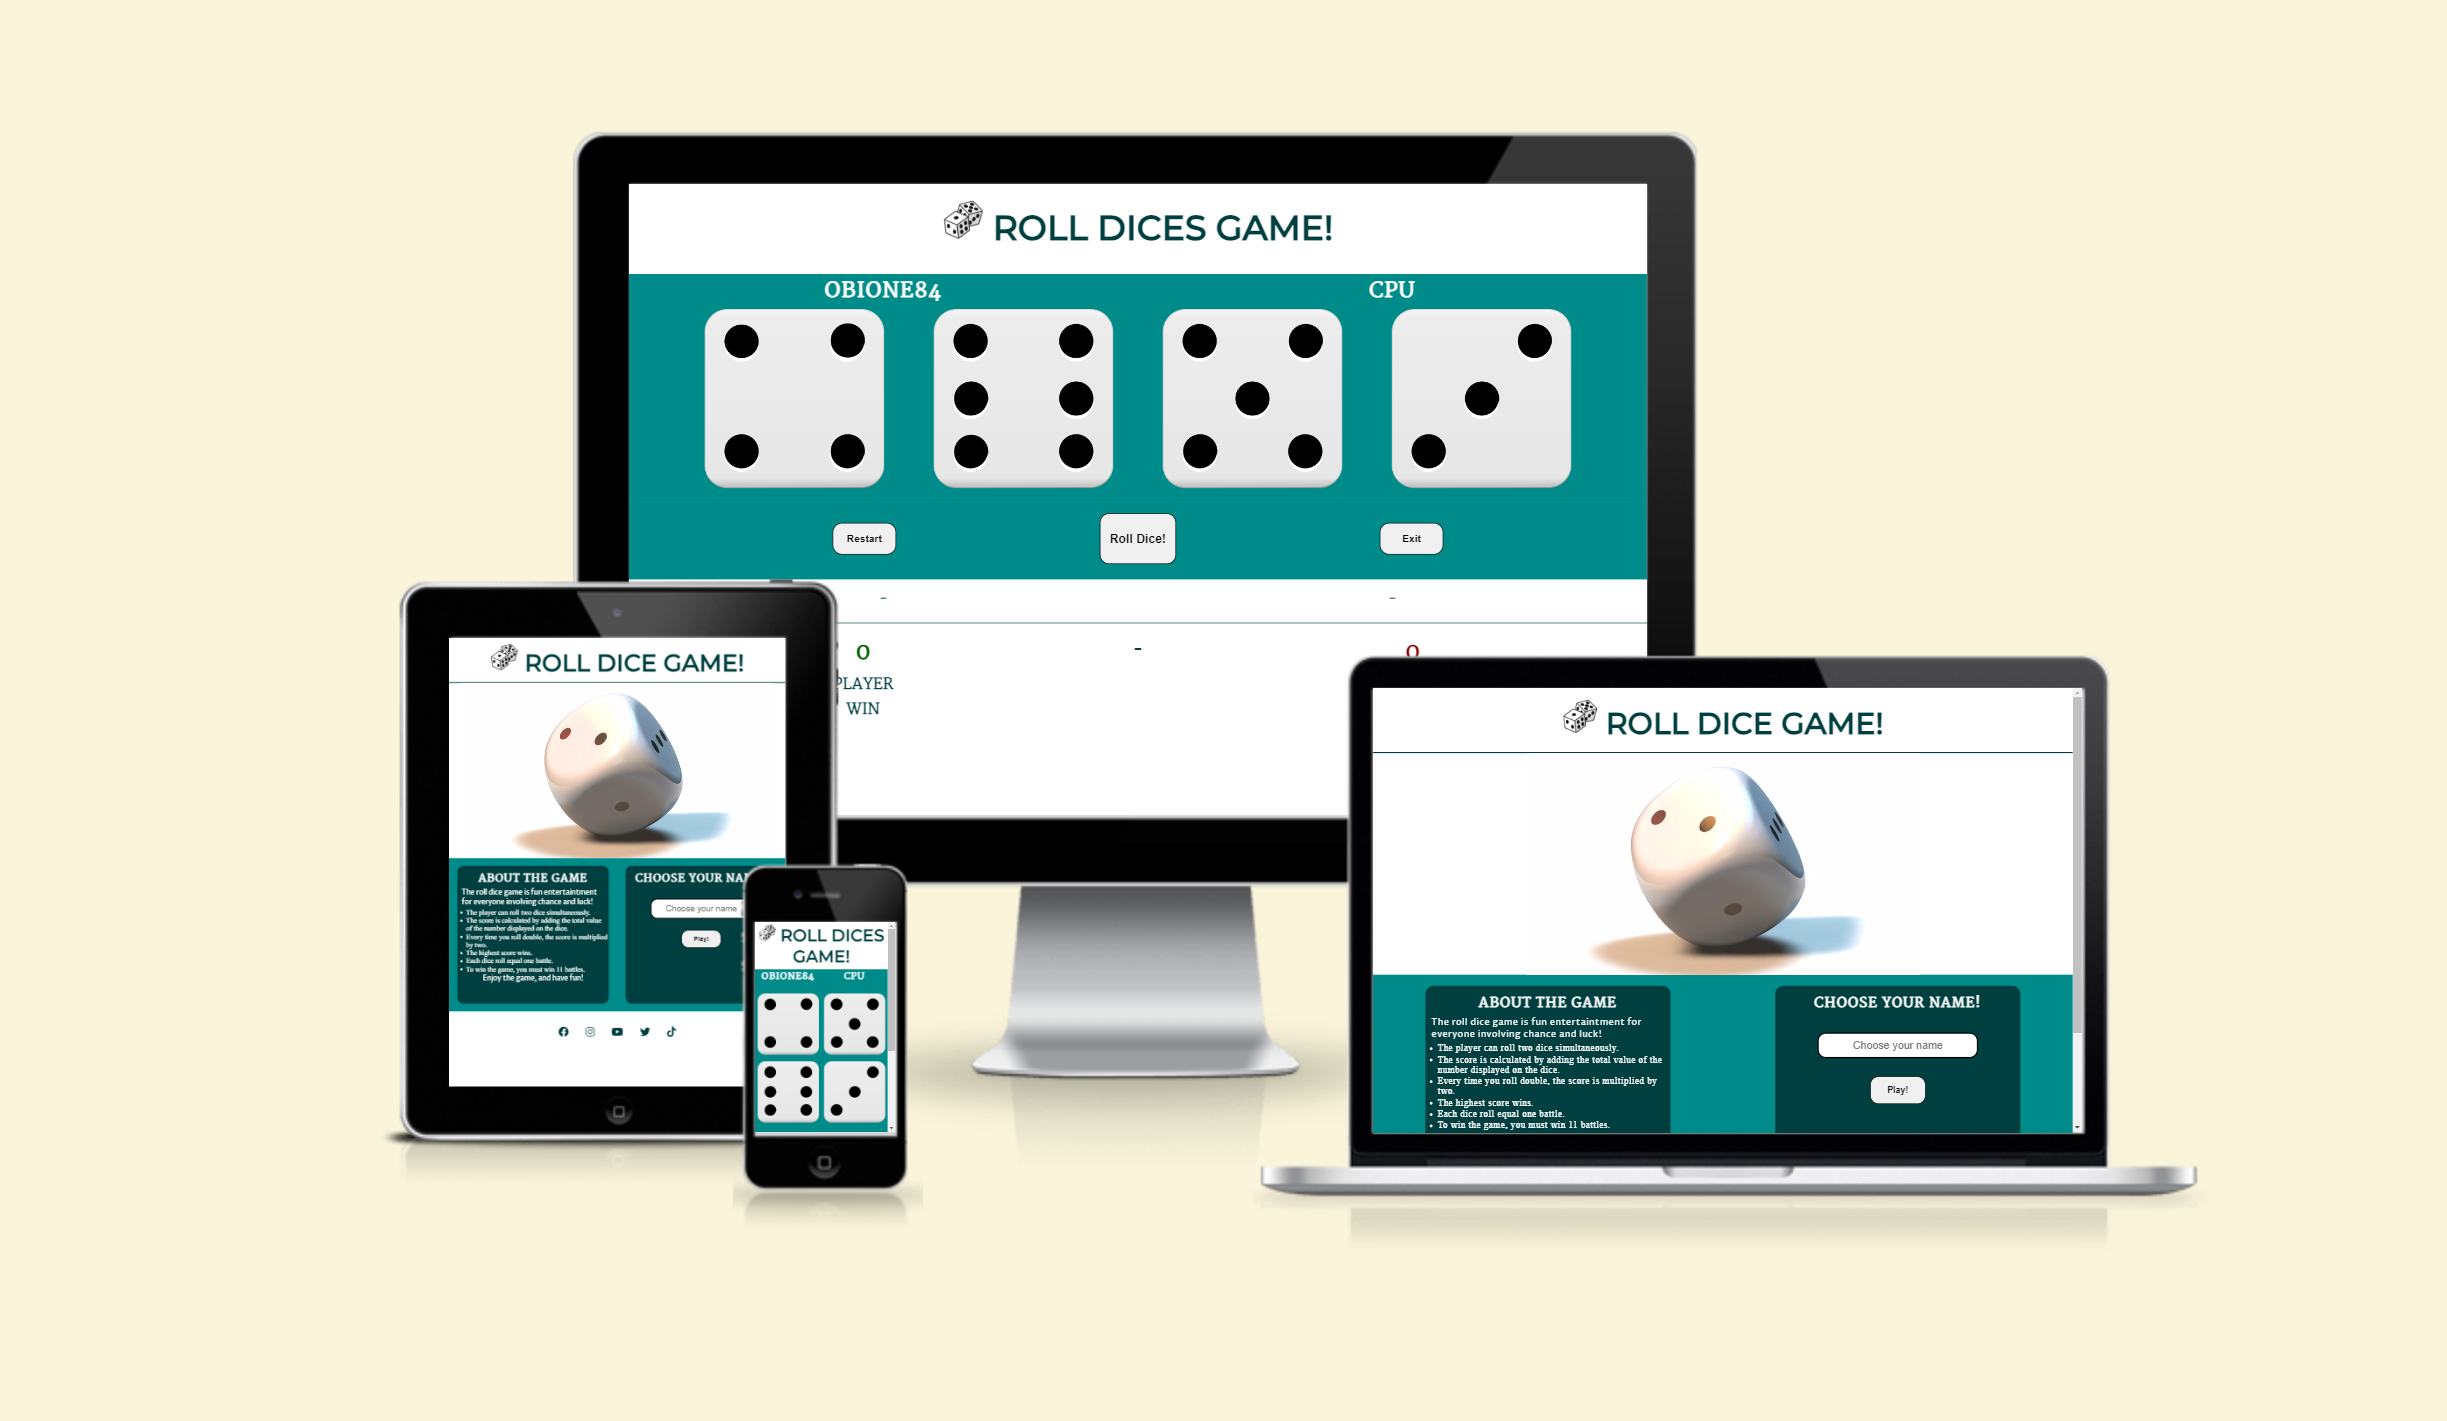 ROLL DICES GAME!
OBIONE84
CPU
Restart
Roll Dice!
Exit
-
-
0
-
0
PLAYER
WIN
ROLL DICE GAME!
ABOUT THE GAME
The roll dice game is fun entertaintment
for everyone involving chance and luck!
• The player can roll two dice simultaneously.
• The score is calculated by adding the total value
of the number displayed on the dice.
• Every time you roll double, the score is multiplied
by two.
• The highest score wins.
• Each dice roll equal one battle.
• To win the game, you must win 11 battles.
Enjoy the game, and have fun!
CHOOSE YOUR NA
Choose your name
Play!
ROLL DICES
GAME!
OBIONE84
CPU
ROLL DICE GAME!
ABOUT THE GAME
The roll dice game is fun entertaintment for
everyone involving chance and luck!
• The player can roll two dice simultaneously.
• The score is calculated by adding the total value of the
number displayed on the dice.
• Every time you roll double, the score is multiplied by
two.
• The highest score wins.
• Each dice roll equal one battle.
• To win the game, you must win 11 battles.
CHOOSE YOUR NAME!
Choose your name
Play!